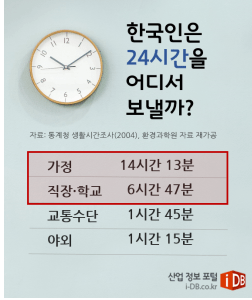 한국인은
24시간을
어디서
보낼까?
자료: 통계청 생활시간조사(2004), 환경과학원 자료 재가공
가정 14시간 13분
직장·학교 6시간 47분
교통수단 1시간 45분
야외 1시간 15분
산업 정보 포털
i-DB.co.kr
iDB